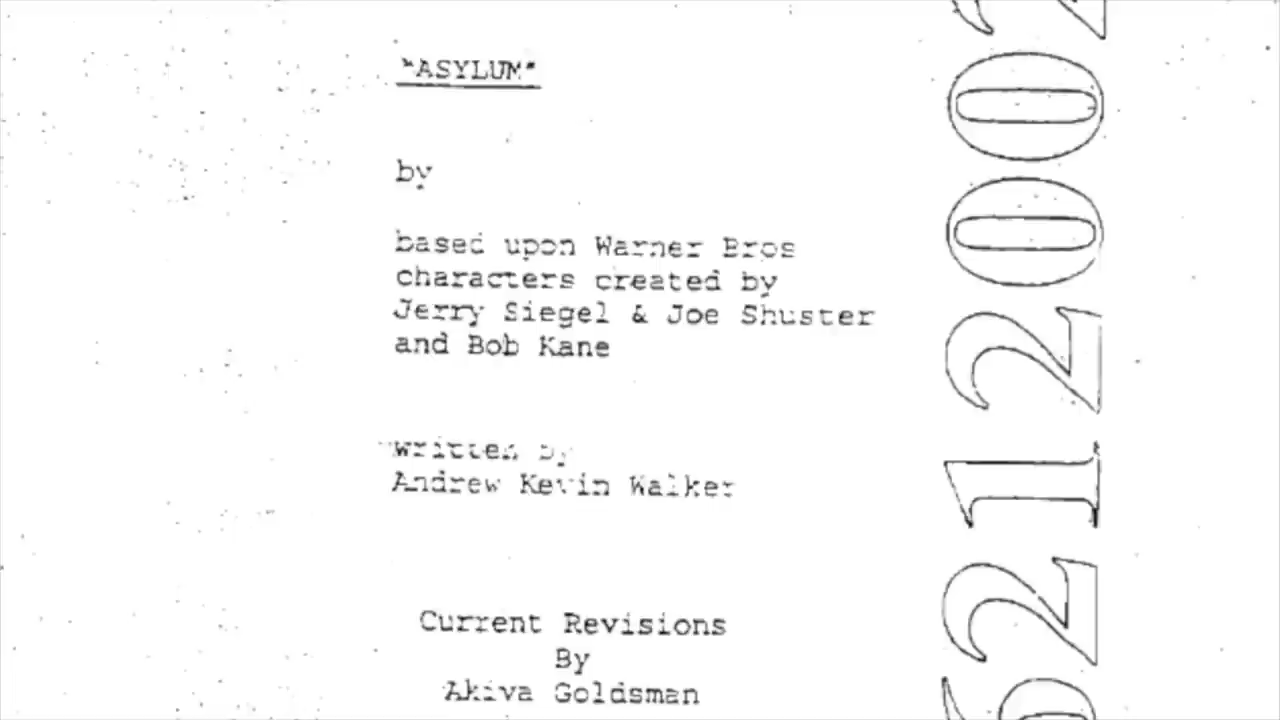 "ASYLUM"
by
based upon Warner Bros
characters created by
Jerry Siegel & Joe Shuster
and Bob Kane
written by
Andrew Kevin Walker
Current Revisions
By
Akiva Goldsman
6212002